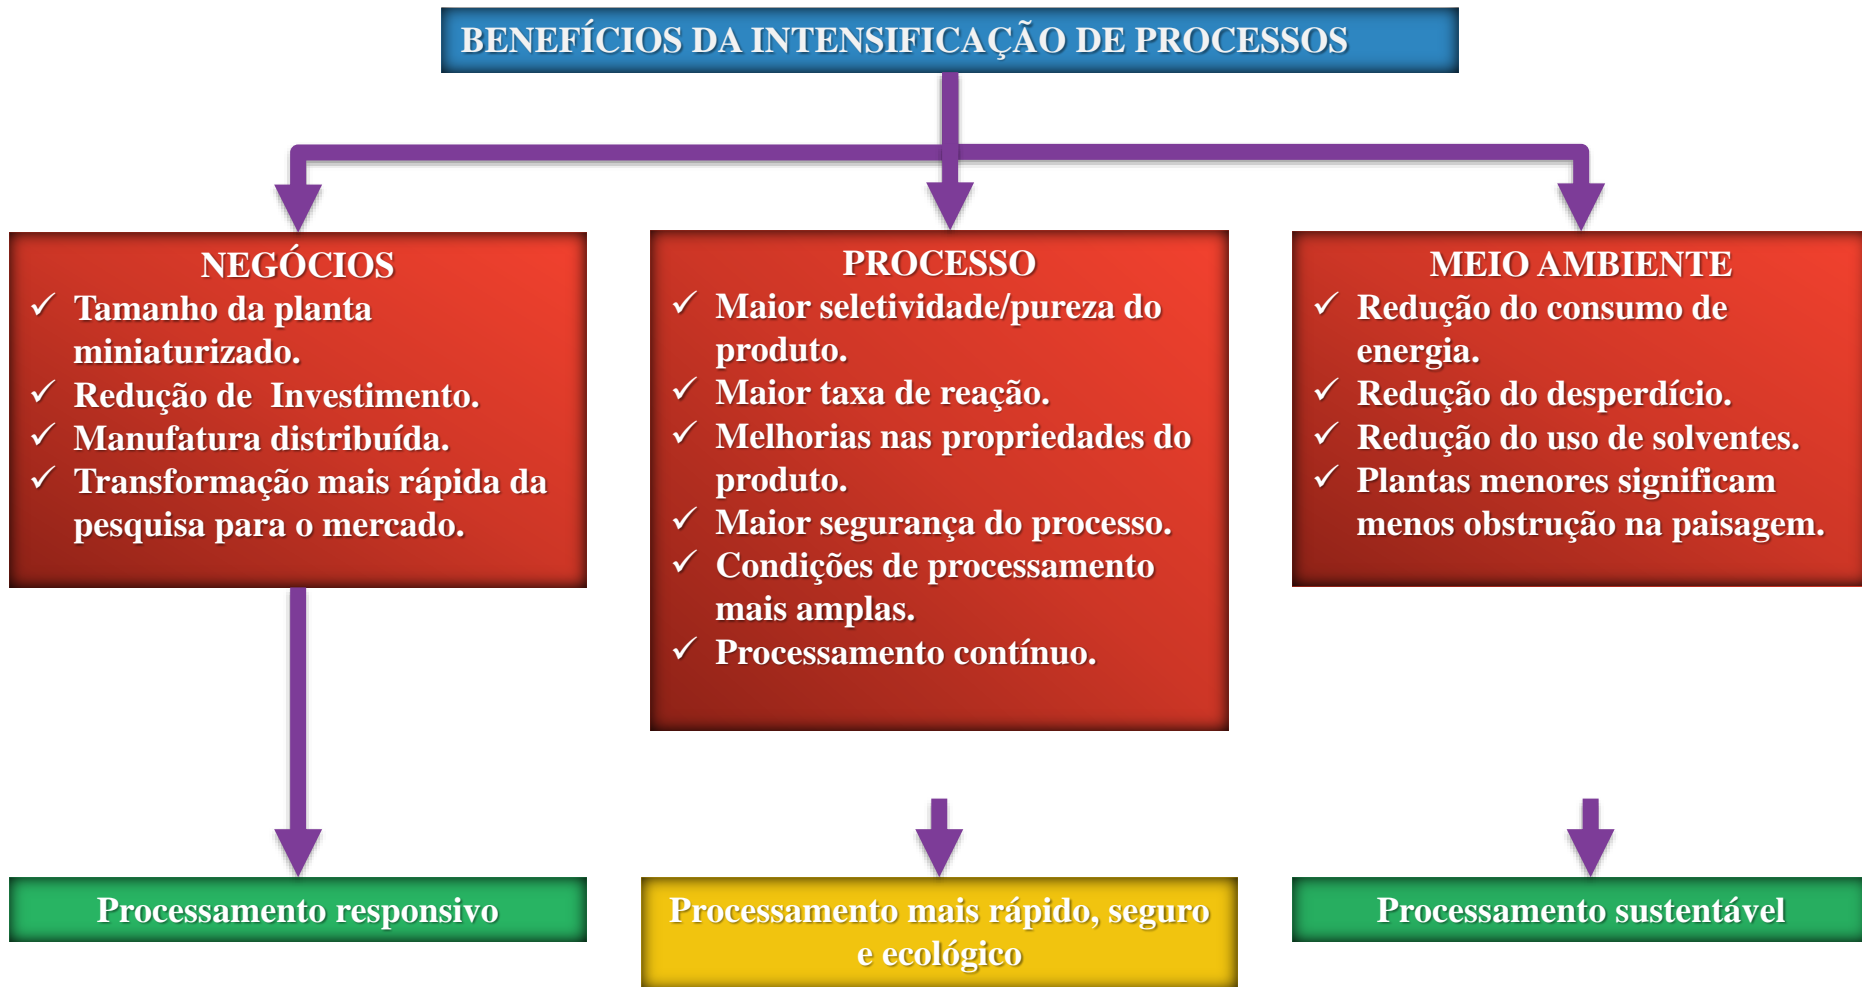 BENEFÍCIOS DA INTENSIFICAÇÃO DE PROCESSOS
NEGÓCIOS
✓ Tamanho da planta
miniaturizado.
✓ Redução de Investimento.
✓ Manufatura distribuída.
✓ Transformação mais rápida da
pesquisa para o mercado.
PROCESSO
✓ Maior seletividade/pureza do
produto.
✓ Maior taxa de reação.
✓ Melhorias nas propriedades do
produto.
✓ Maior segurança do processo.
✓ Condições de processamento
mais amplas.
✓ Processamento contínuo.
MEIO AMBIENTE
✓ Redução do consumo de
energia.
✓ Redução do desperdício.
✓ Redução do uso de solventes.
✓ Plantas menores significam
menos obstrução na paisagem.
Processamento responsivo
Processamento mais rápido, seguro
e ecológico
Processamento sustentável